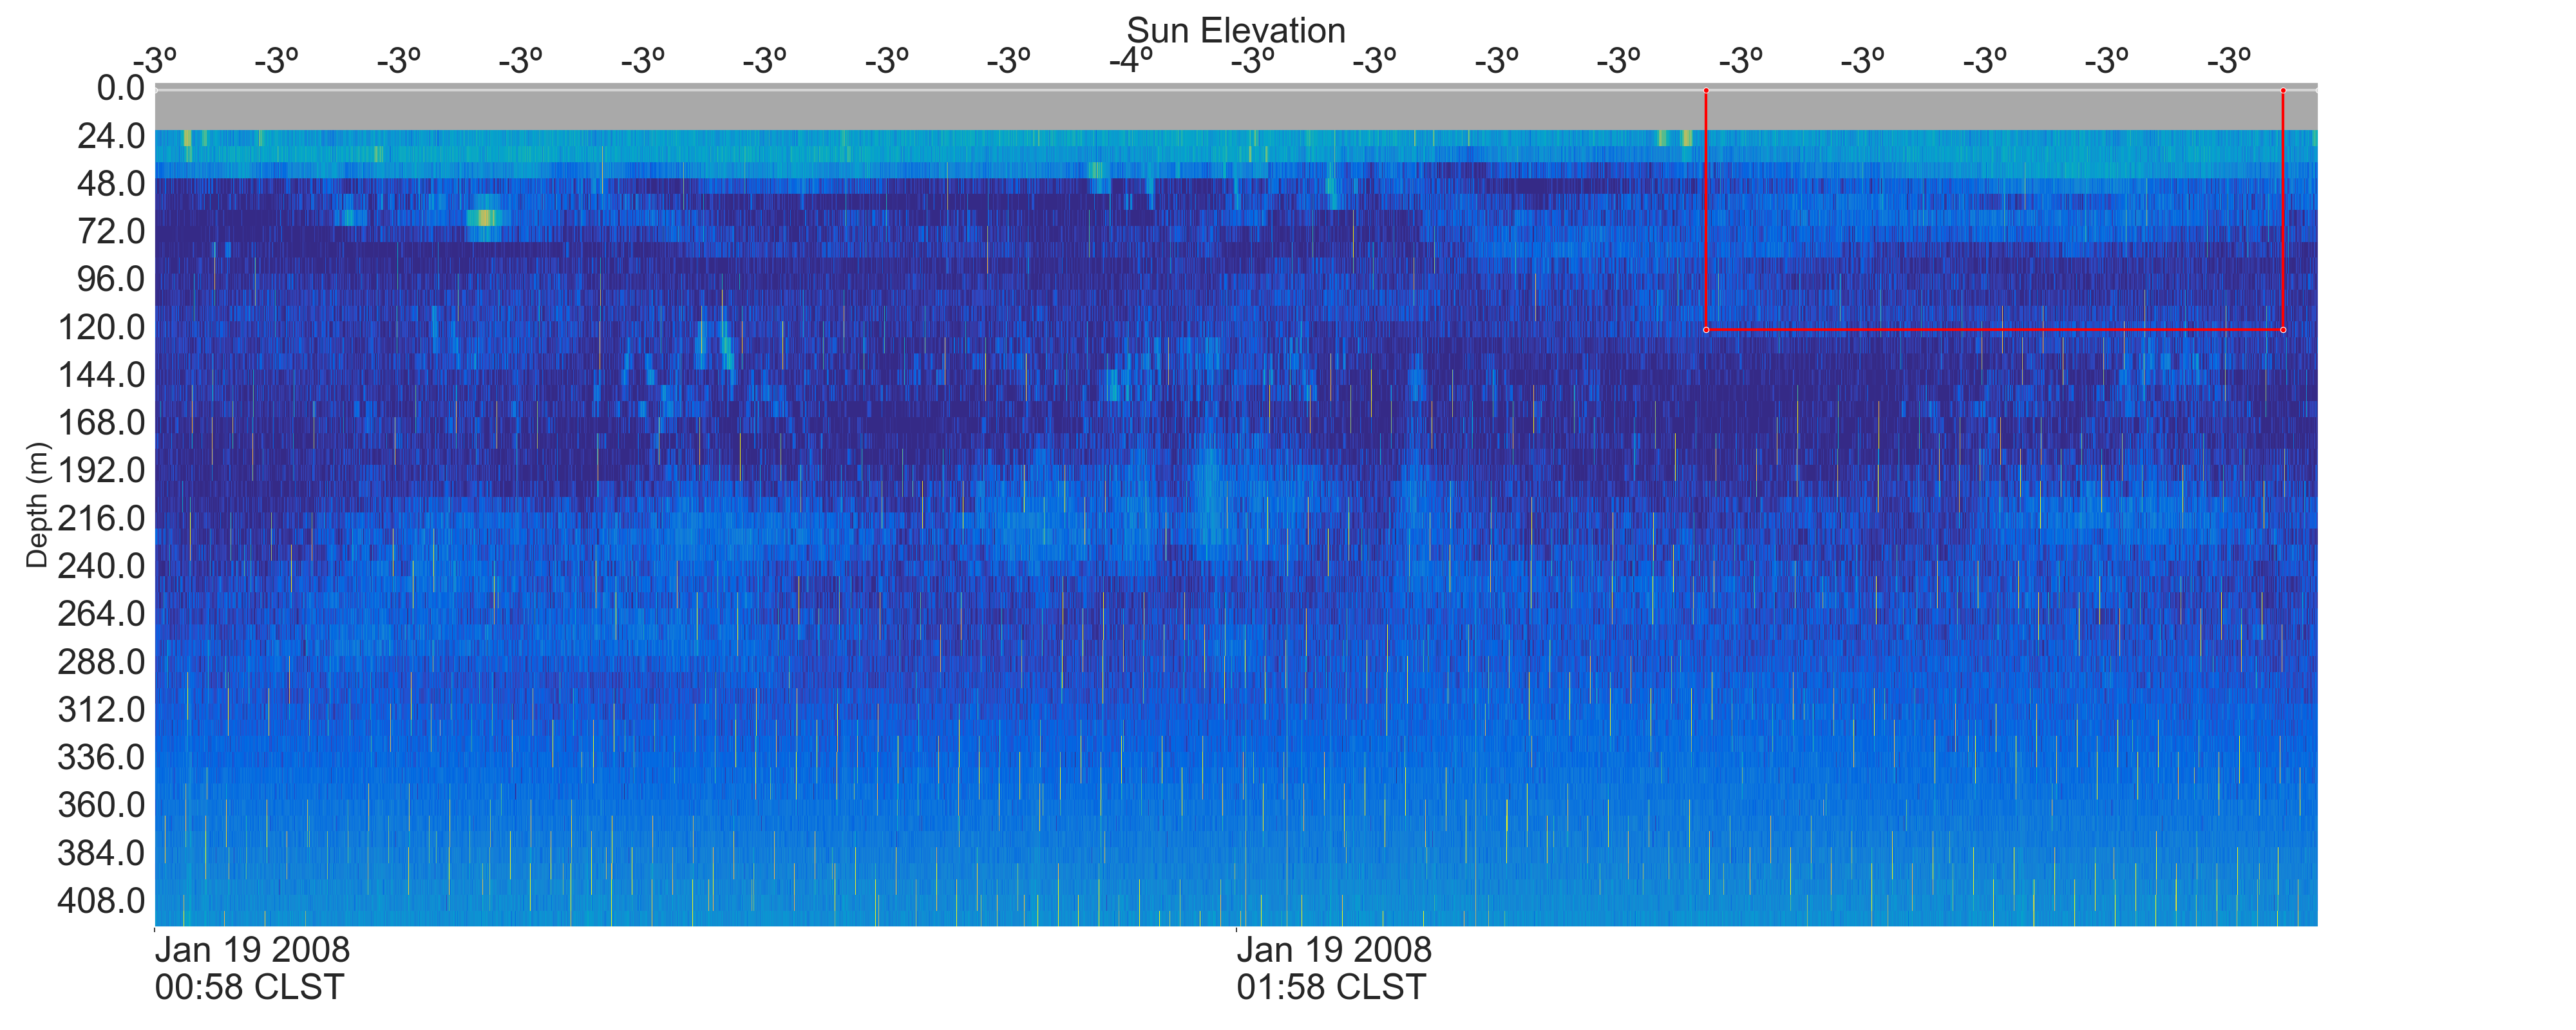 Sun Elevation
-3º -3º -3º -3º -3º -3º -3º -3º -4º -3º -3º -3º -3º -3º -3º -3º -3º -3º
0.0
24.0
48.0
72.0
96.0
120.0
144.0
168.0
192.0
216.0
240.0
264.0
288.0
312.0
336.0
360.0
384.0
408.0
Depth (m)
Jan 19 2008
00:58 CLST
Jan 19 2008
01:58 CLST